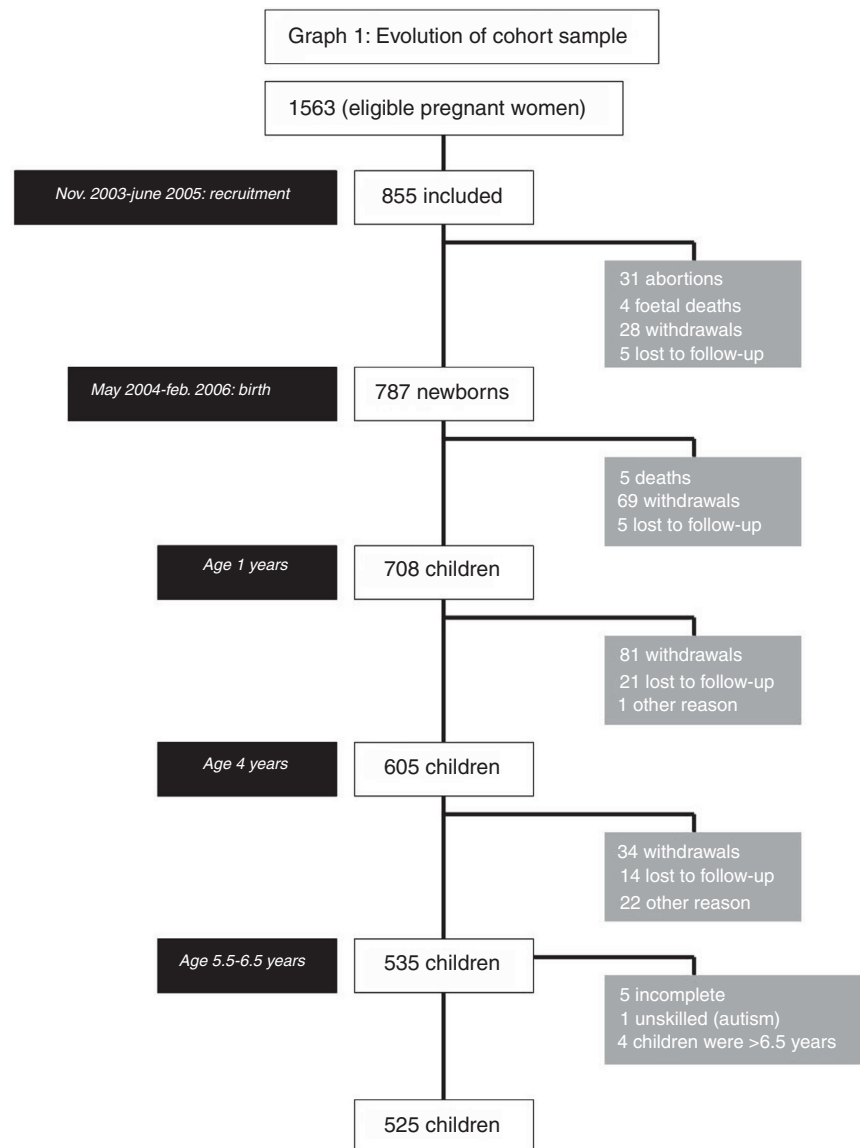 Graph 1: Evolution of cohort sample
1563 (eligible pregnant women)
Nov. 2003-june 2005: recruitment
855 included
31 abortions
4 foetal deaths
28 withdrawals
5 lost to follow-up
May 2004-feb. 2006: birth
787 newborns
5 deaths
69 withdrawals
5 lost to follow-up
Age 1 years
708 children
81 withdrawals
21 lost to follow-up
1 other reason
Age 4 years
605 children
34 withdrawals
14 lost to follow-up
22 other reason
Age 5.5-6.5 years
535 children
5 incomplete
1 unskilled (autism)
4 children were >6.5 years
525 children